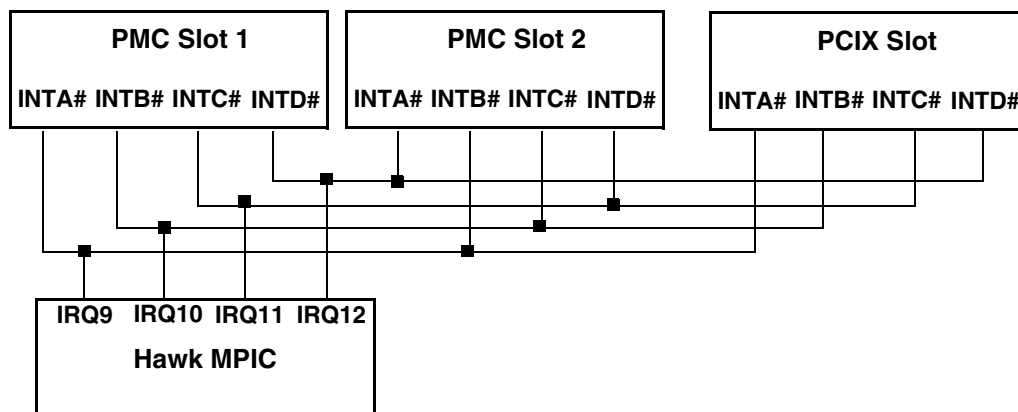 PMC Slot 1
INTA# INTB# INTC# INTD#
PMC Slot 2
INTA# INTB# INTC# INTD#
PCIX Slot
INTA# INTB# INTC# INTD#
IRQ9 IRQ10 IRQ11 IRQ12
Hawk MPIC